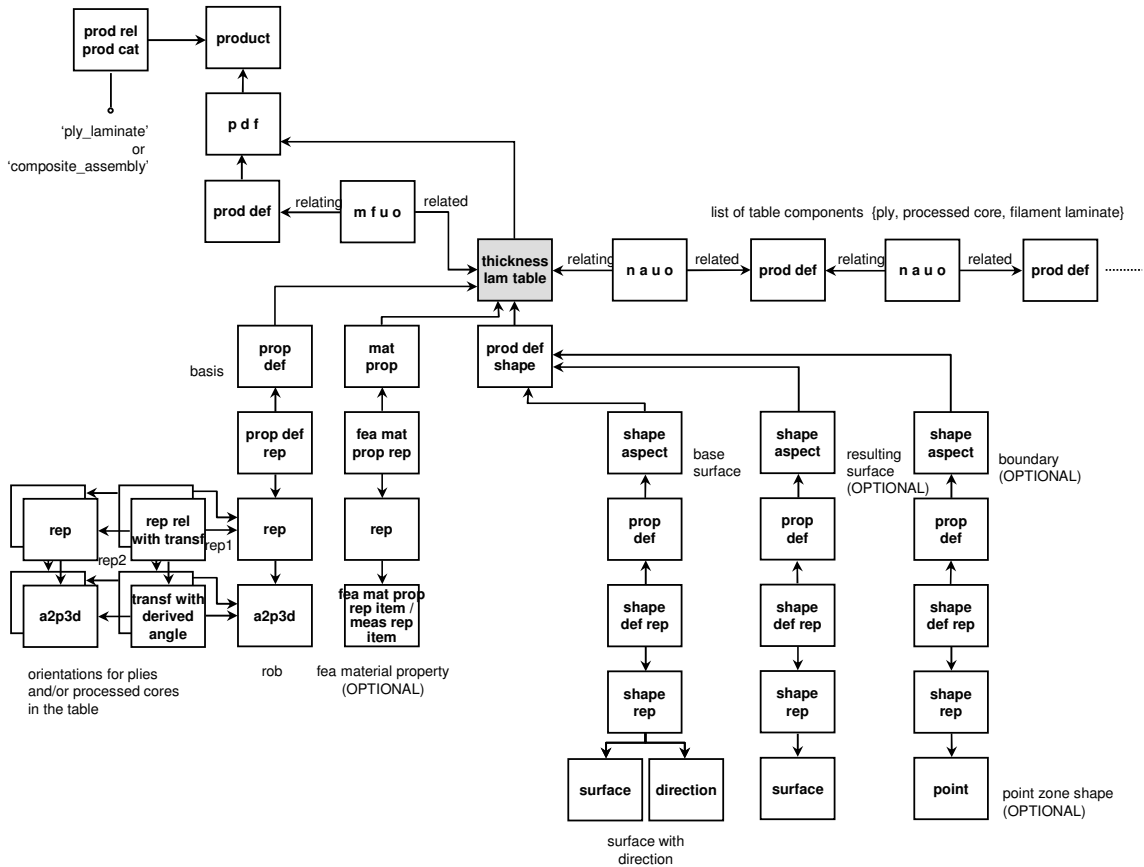 prod rel
prod cat
product
'ply_laminate'
or
'composite_assembly'
p d f
prod def
relating
m f u o
related
list of table components  {ply, processed core, filament laminate}
thickness
lam table
relating
n a u o
related
prod def
relating
n a u o
related
prod def
basis
prop
def
mat
prop
prod def
shape
prop def
rep
fea mat
prop rep
shape
aspect
base
surface
shape
aspect
resulting
surface
(OPTIONAL)
shape
aspect
boundary
(OPTIONAL)
rep
rep rel
with transf
rep1
rep
rep
prop
def
prop
def
prop
def
rep2
a2p3d
transf with
derived
angle
a2p3d
fea mat prop
rep item /
meas rep
item
shape
def rep
shape
def rep
shape
def rep
orientations for plies
and/or processed cores
in the table
rob
fea material property
(OPTIONAL)
shape
rep
shape
rep
shape
rep
surface
direction
surface
point
point zone shape
(OPTIONAL)
surface with
direction